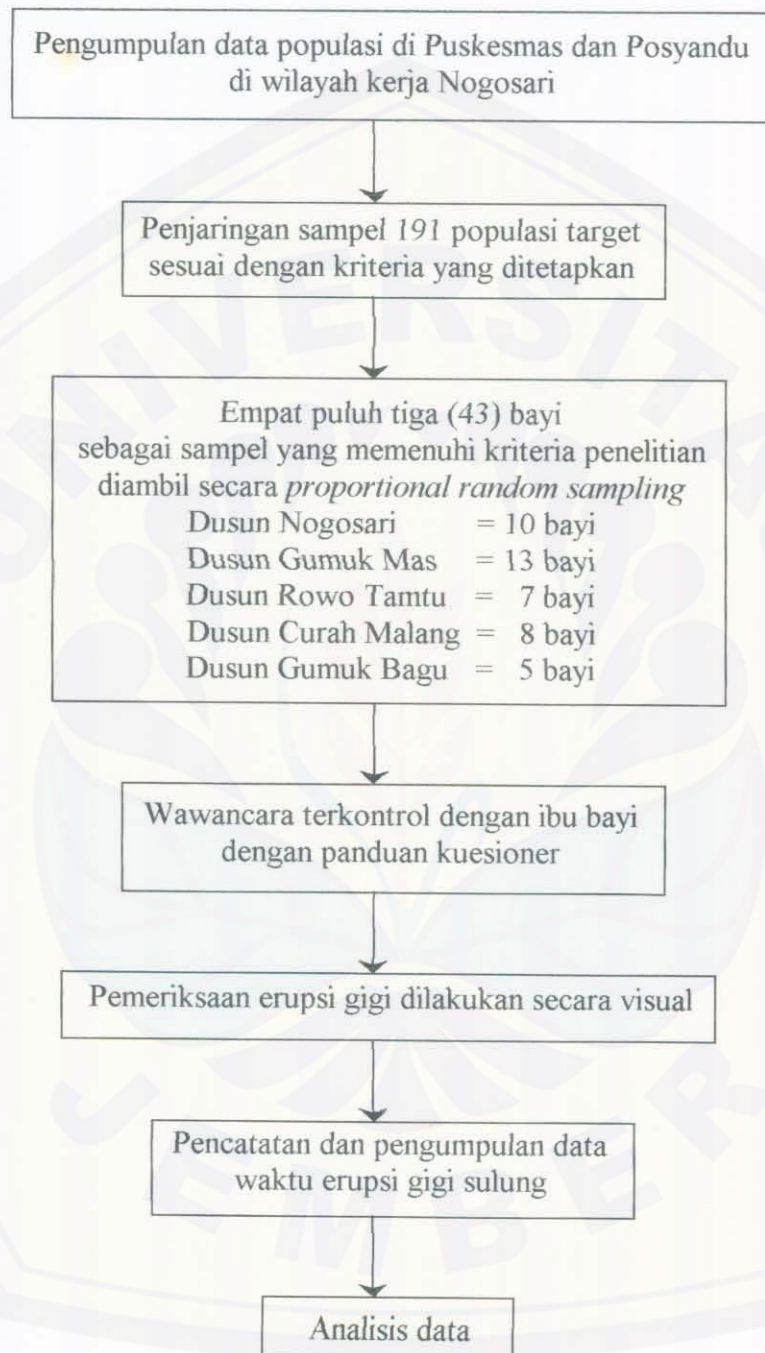 Pengumpulan data populasi di Puskesmas dan Posyandu
di wilayah kerja Nogosari
Penjaringan sampel 191 populasi target
sesuai dengan kriteria yang ditetapkan
Empat puluh tiga (43) bayi
sebagai sampel yang memenuhi kriteria penelitian
diambil secara proportional random sampling
Dusun Nogosari = 10 bayi
Dusun Gumuk Mas = 13 bayi
Dusun Rowo Tamtu = 7 bayi
Dusun Curah Malang = 8 bayi
Dusun Gumuk Bagu = 5 bayi
Wawancara terkontrol dengan ibu bayi
dengan panduan kuesioner
Pemeriksaan erupsi gigi dilakukan secara visual
Pencatatan dan pengumpulan data
waktu erupsi gigi sulung
Analisis data
UNIVERSITAS
JEMBER